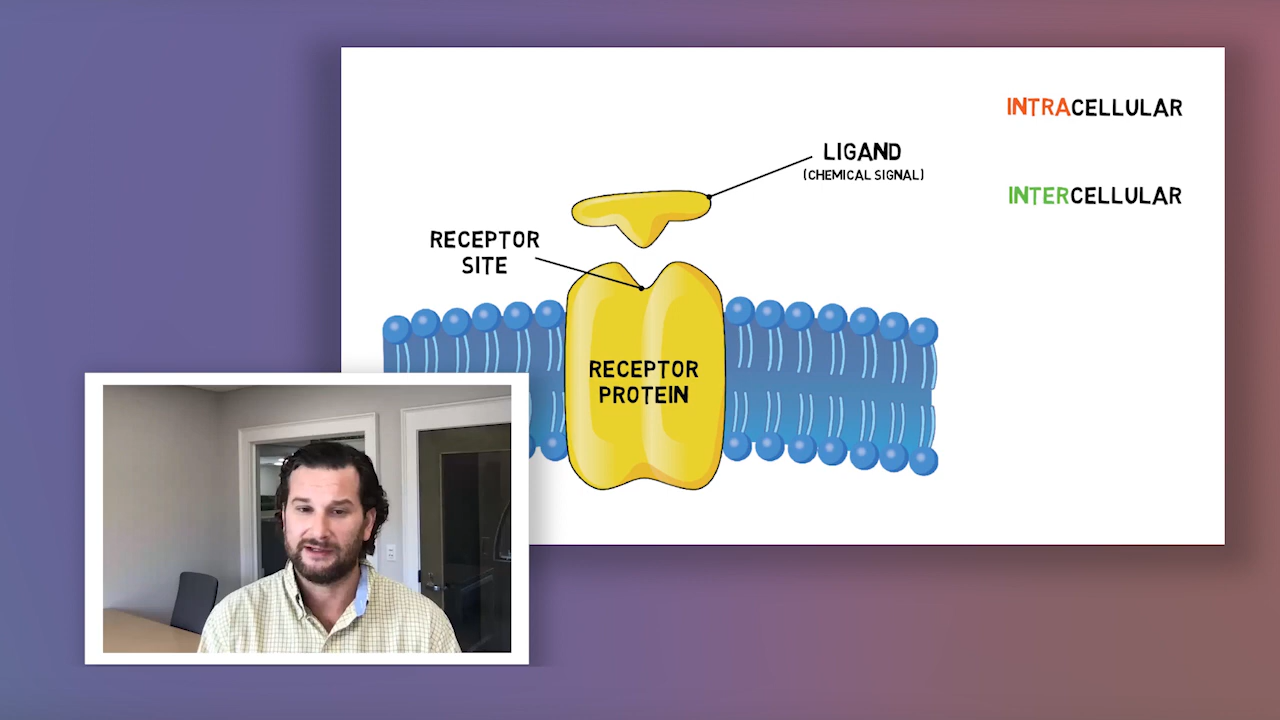 INTRACELLULAR
LIGAND
(CHEMICAL SIGNAL)
INTERCELLULAR
RECEPTOR
SITE
RECEPTOR
PROTEIN